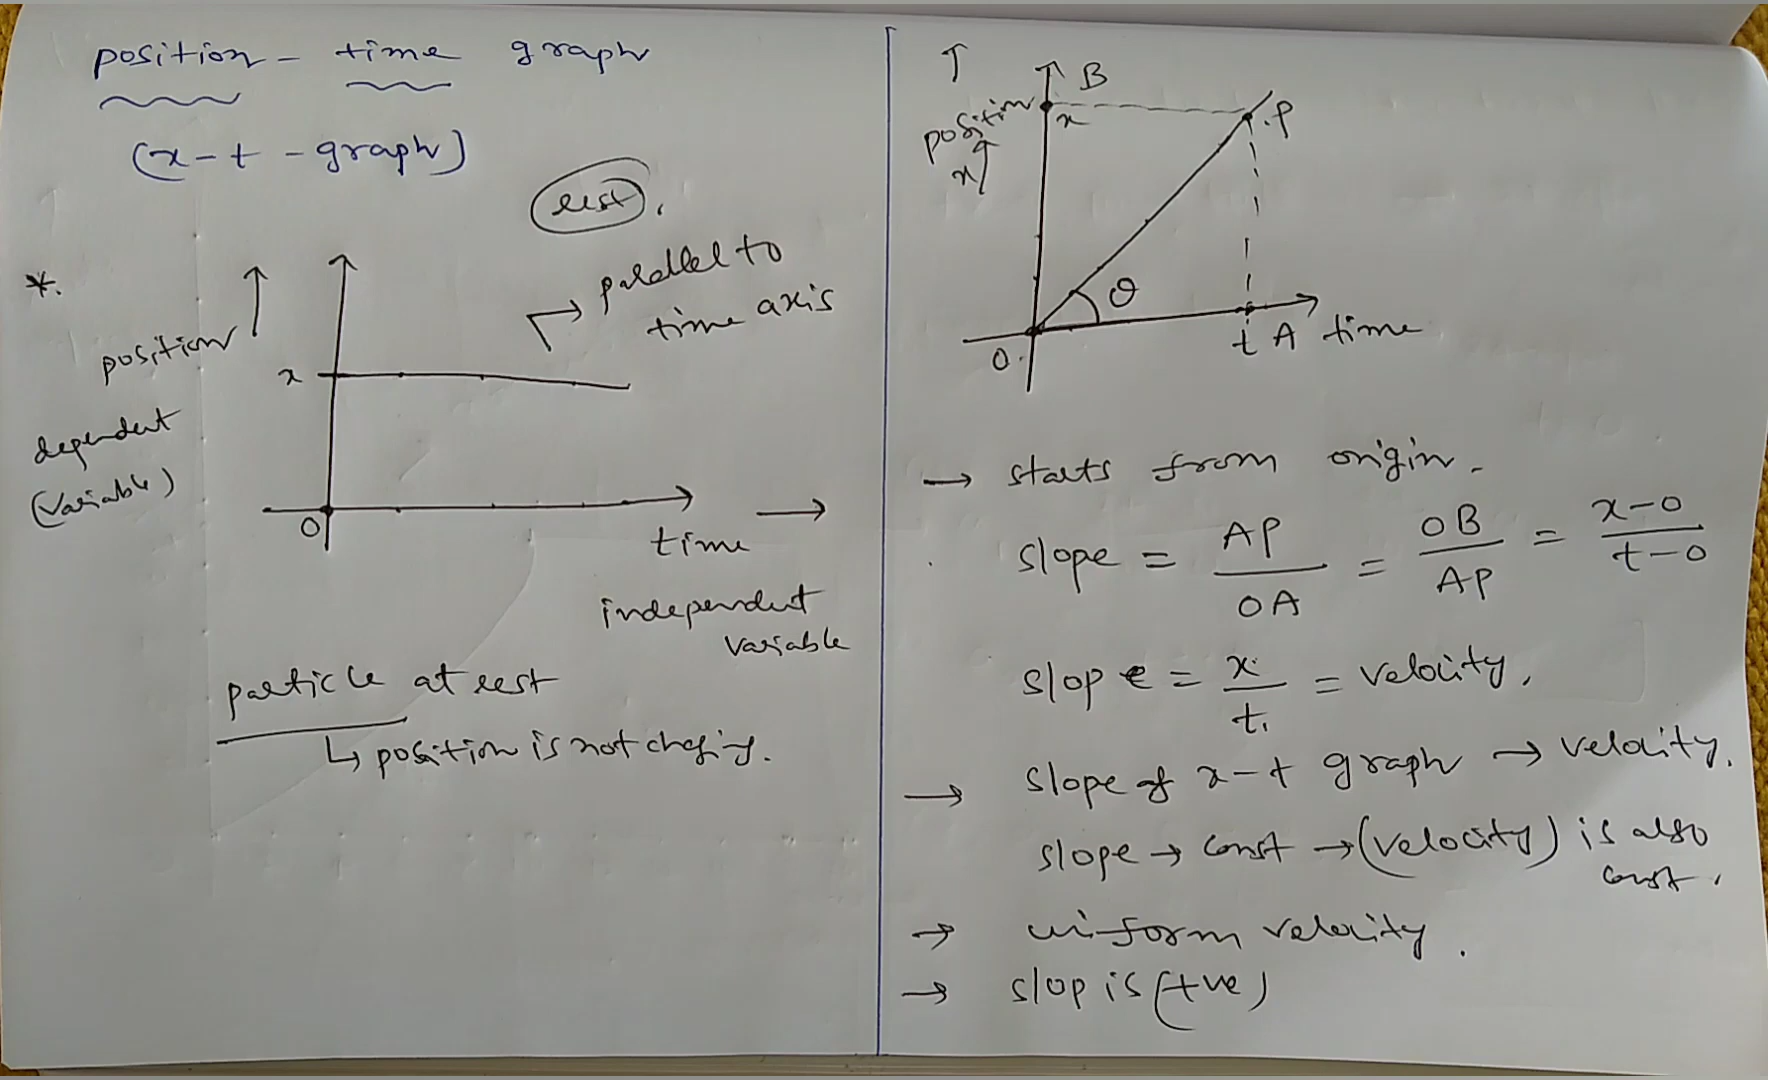 position - time graph
(x-t-graph)
rest.
*.
parallel to
time axis
position
x
dependent
(variable)
O
time
independent
variable
particle at rest
↳ position is not chaging.
B
position
x
x
.P
θ
O.
t A time
→ starts from origin.
slope = AP/OA = OB/AP = x-0/t-0
slope = x/t. = velocity.
→ slope of x-t graph → velocity.
slope → const → (velocity) is also
const.
→ uniform velocity.
→ slop is (+ve)